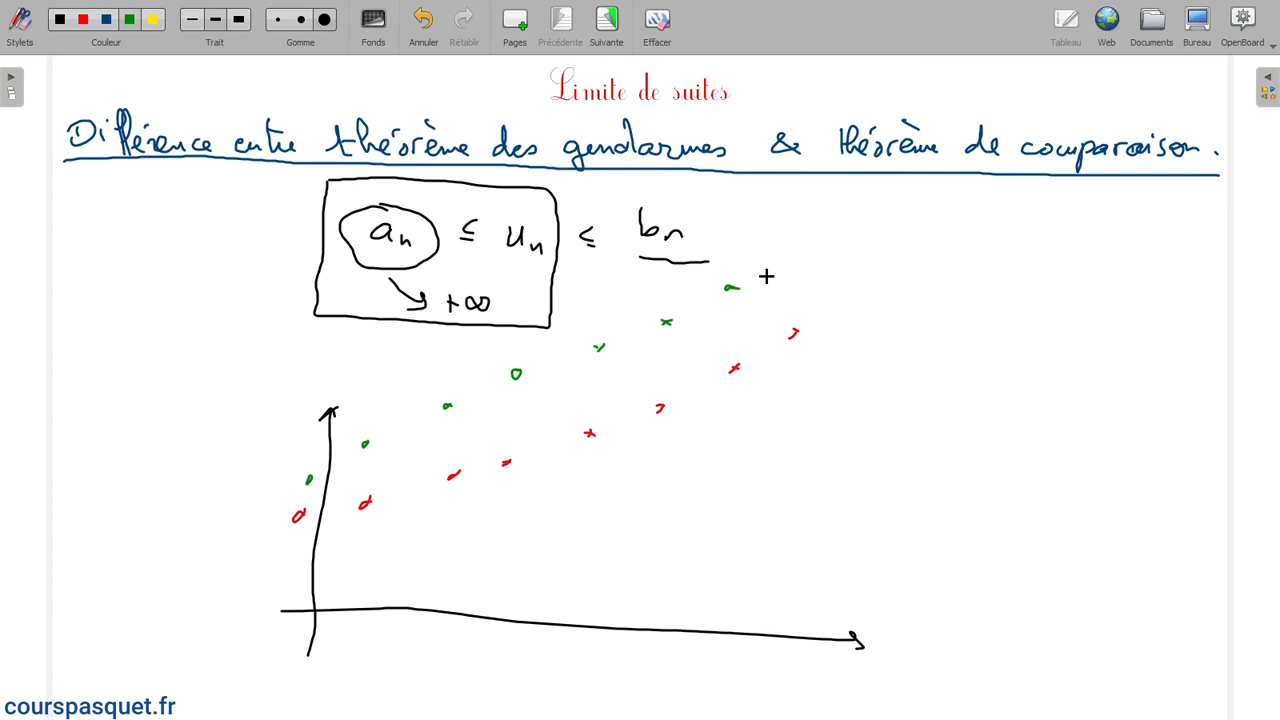 Stylets Couleur Trait Gomme Fonds Annuler Rétablir Pages Précédente Suivante Effacer Tableau Web Documents Bureau OpenBoard
Limite de suites
Différence entre théorème des gendarmes & théorème de comparaison.
aₙ ≤ uₙ ≤ bₙ
+∞
courspasquet.fr